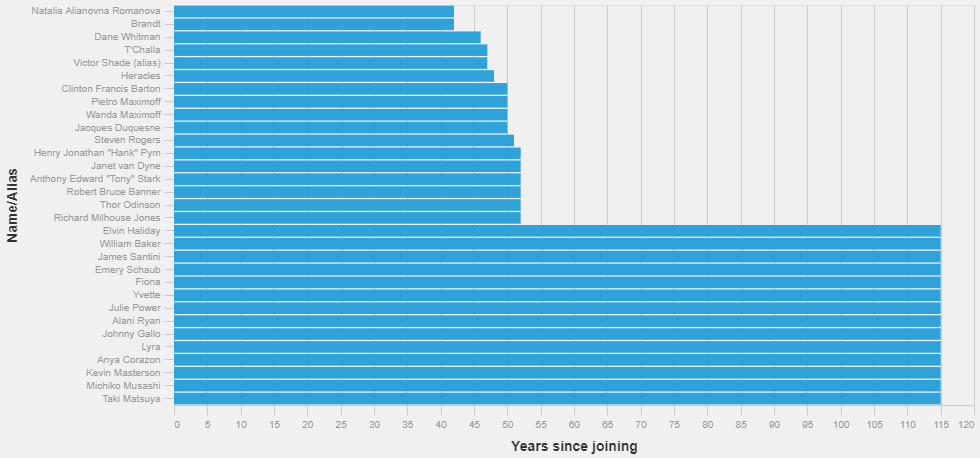 Natalia Alianovna Romanova
Brandt
Dane Whitman
T'Challa
Victor Shade (alias)
Heracles
Clinton Francis Barton
Pietro Maximoff
Wanda Maximoff
Jacques Duquesne
Steven Rogers
Henry Jonathan "Hank" Pym
Janet van Dyne
Anthony Edward "Tony" Stark
Robert Bruce Banner
Thor Odinson
Richard Milhouse Jones
Elvin Haliday
William Baker
James Santini
Emery Schaub
Fiona
Yvette
Julie Power
Alani Ryan
Johnny Gallo
Lyra
Anya Corazon
Kevin Masterson
Michiko Musashi
Taki Matsuya
Name/Alias
0 5 10 15 20 25 30 35 40 45 50 55 60 65 70 75 80 85 90 95 100 105 110 115 120
Years since joining